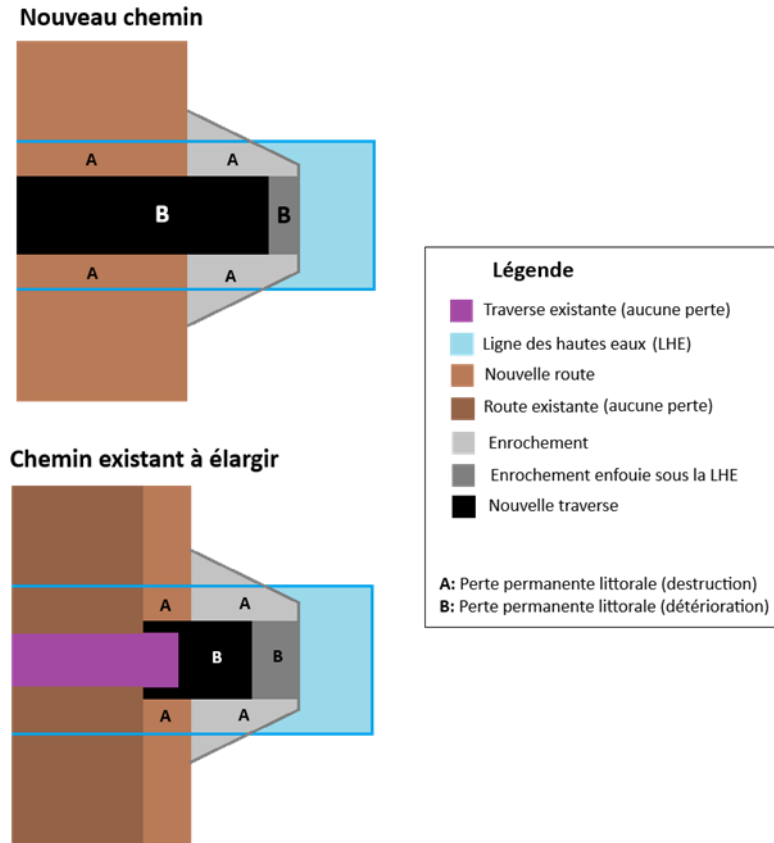 Nouveau chemin
A
A
B
B
A
A
Légende
Traverse existante (aucune perte)
Ligne des hautes eaux (LHE)
Nouvelle route
Route existante (aucune perte)
Enrochement
Enrochement enfouie sous la LHE
Nouvelle traverse
A: Perte permanente littorale (destruction)
B: Perte permanente littorale (détérioration)
Chemin existant à élargir
A
A
B
B
A
A